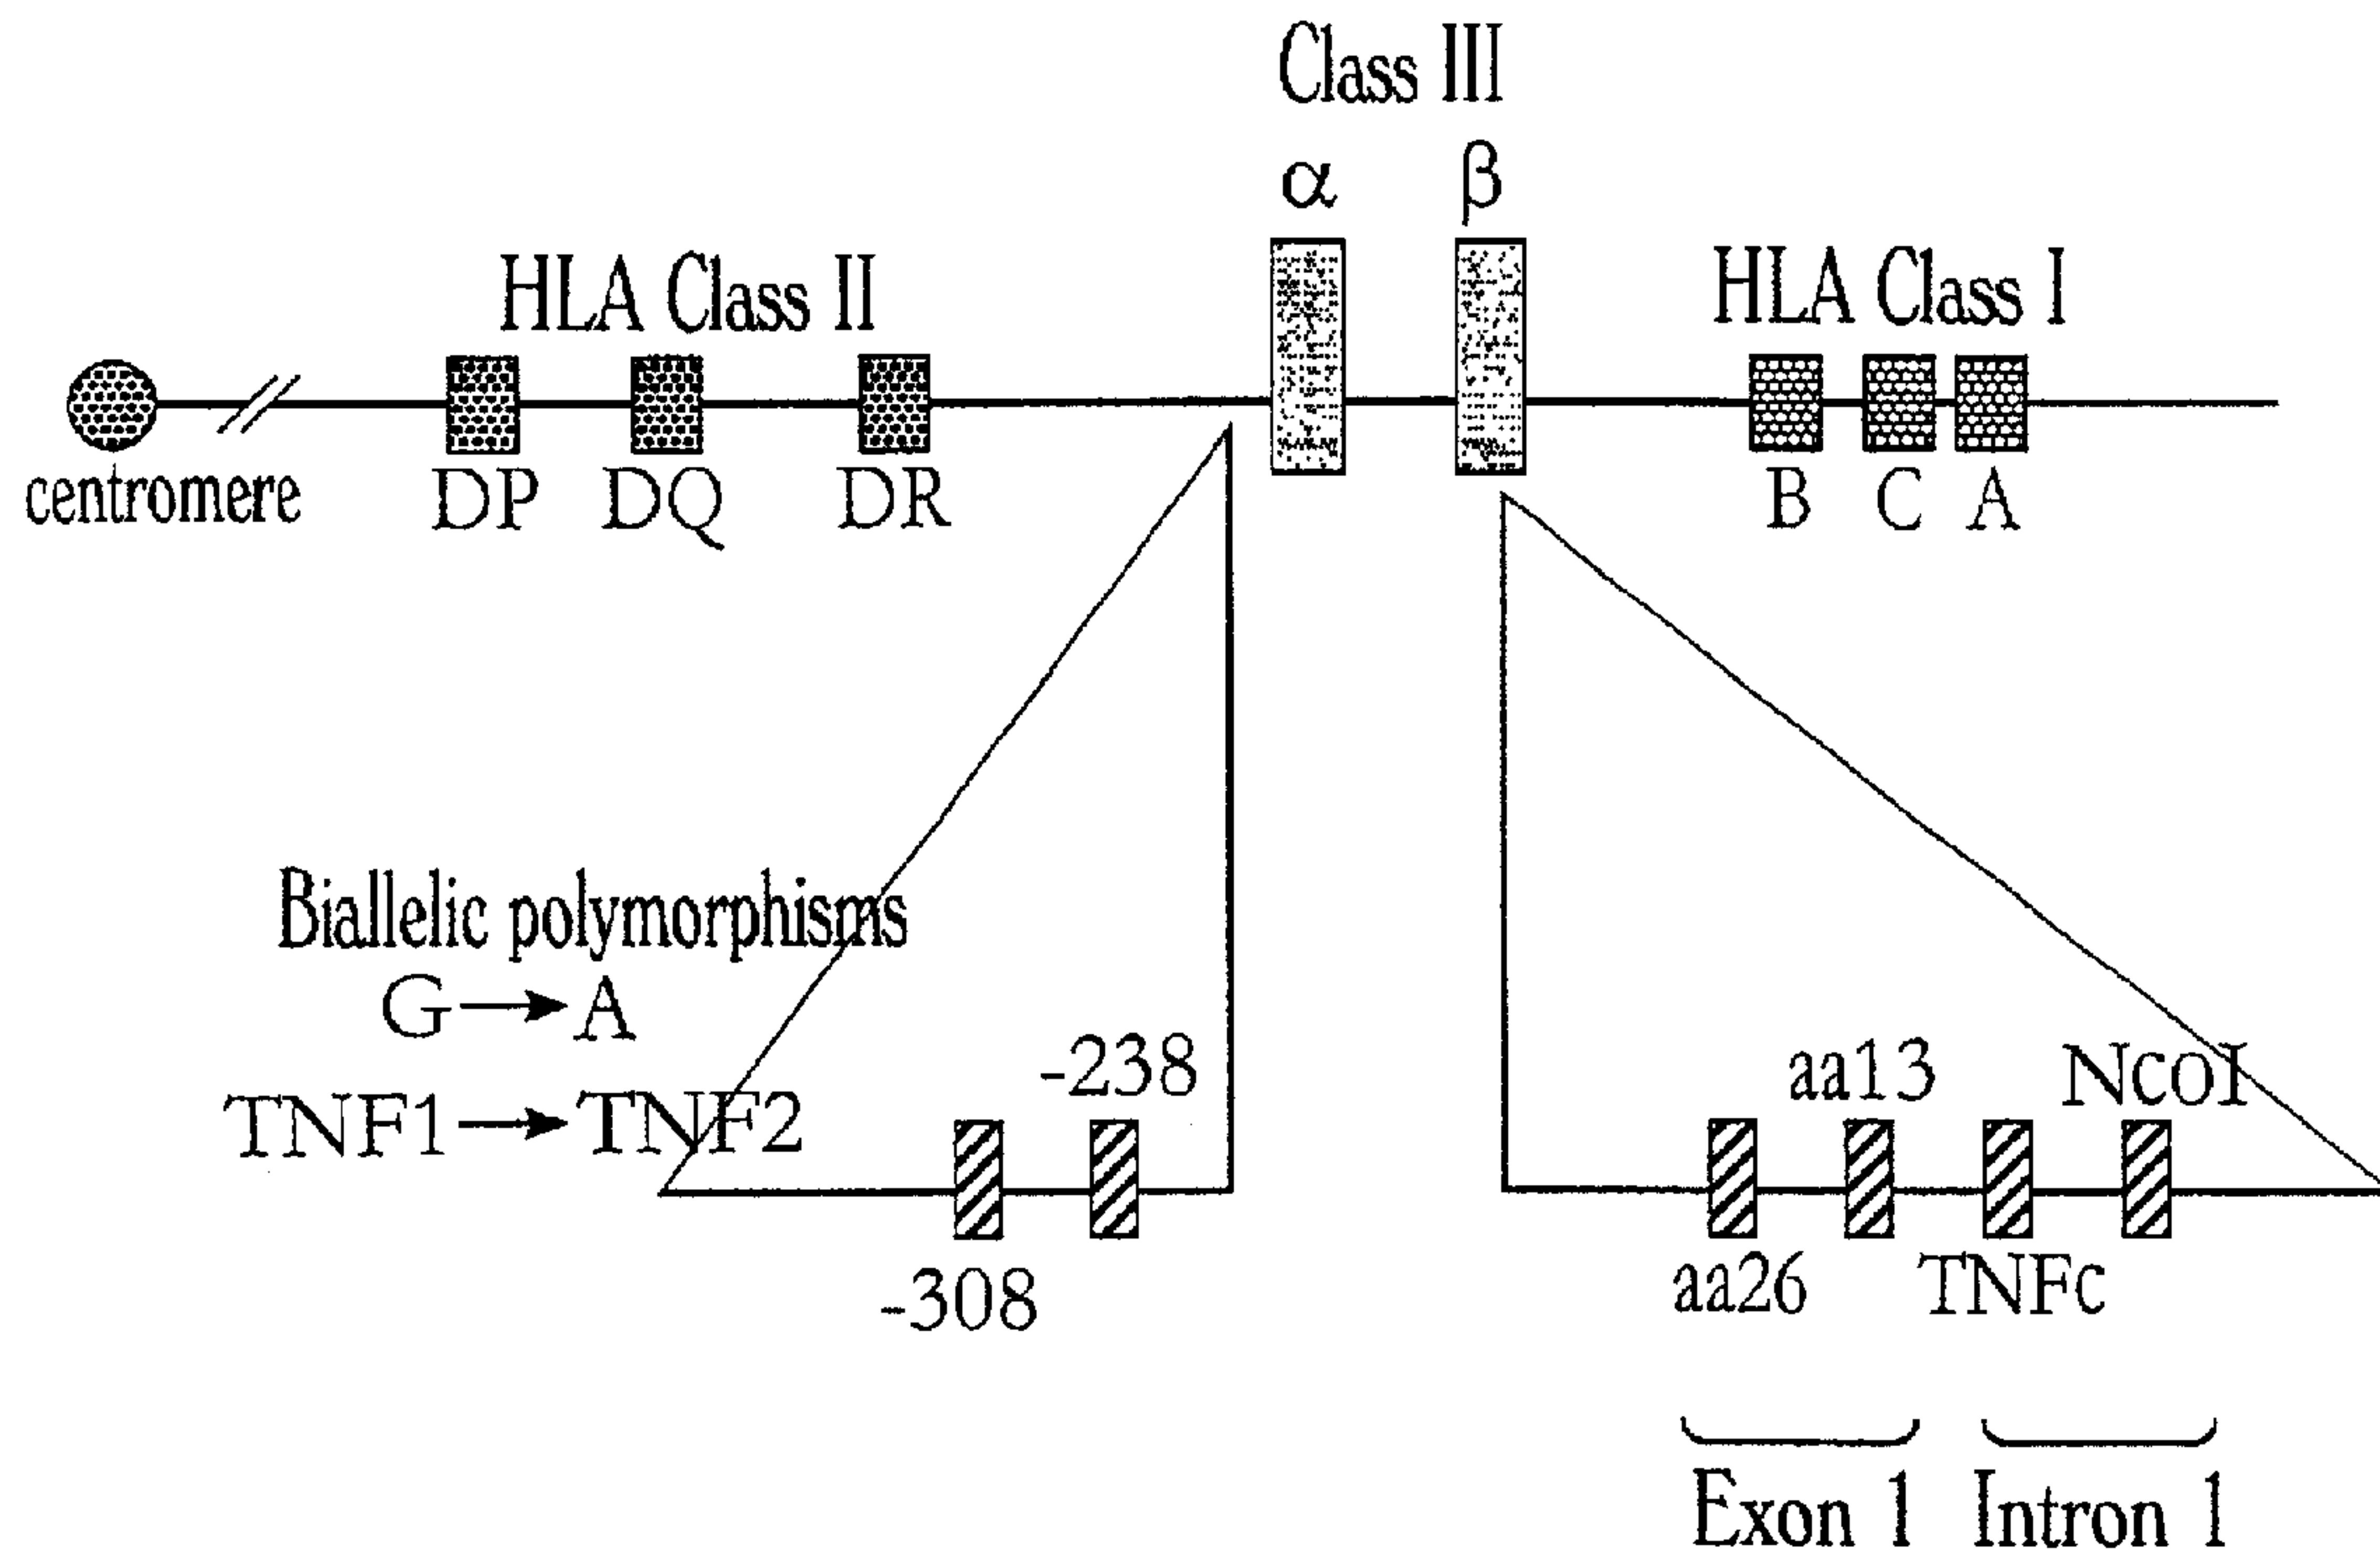 Class III
α β
HLA Class II
HLA Class I
centromere
DP DQ DR
B C A
Biallelic polymorphisms
G → A
TNF1 → TNF2
-238
-308
aa13 NcoI
aa26 TNFc
Exon 1 Intron 1